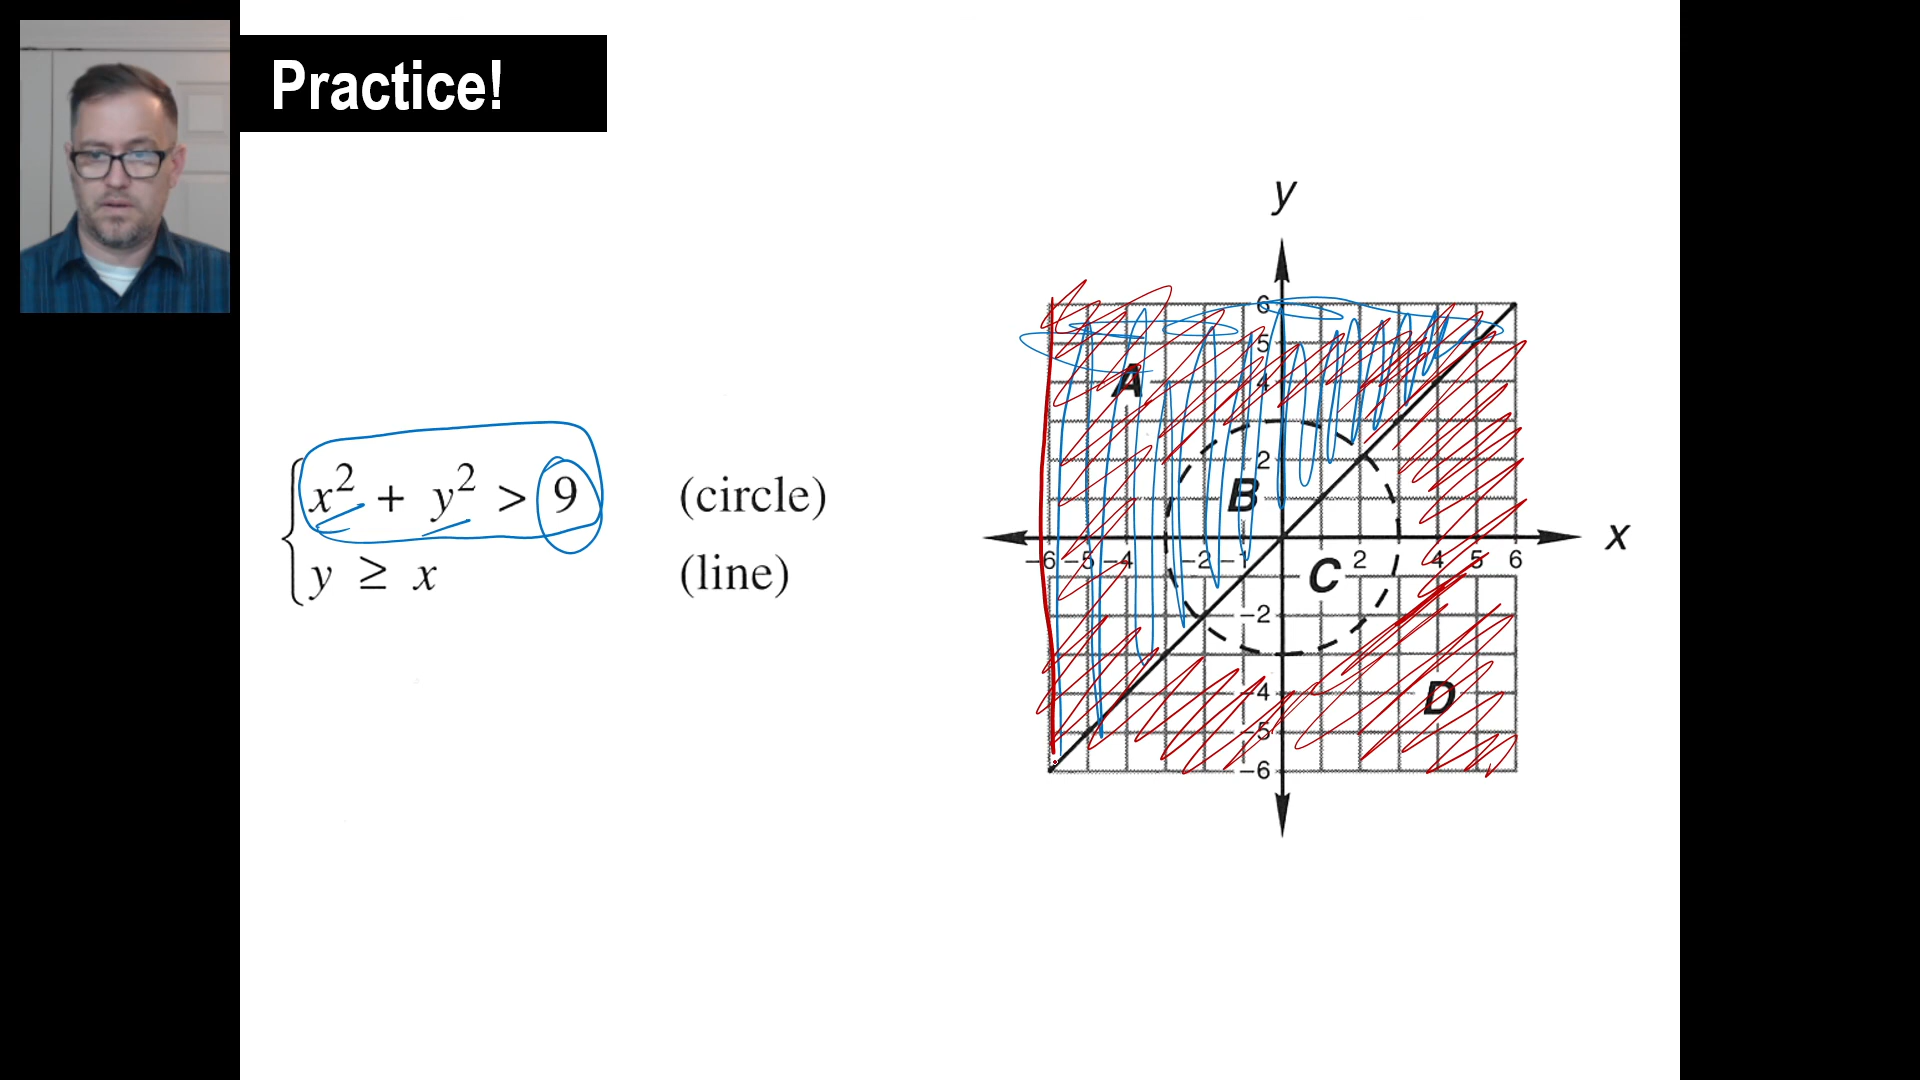 Practice!
x² + y² > 9 (circle)
y ≥ x (line)
y
6
5
A
4
2
B
x
−6 −5 −4 −2 −1 2 4 5 6
C
−2
−4
D
−5
−6